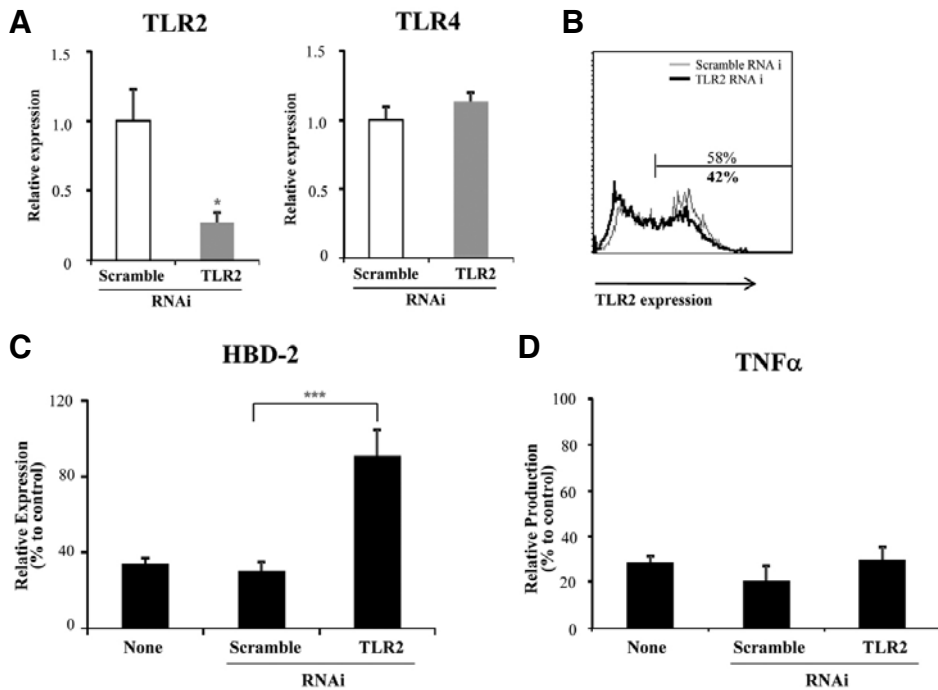 A
TLR2
Relative expression
1.5
1.0
0.5
0
*
Scramble
TLR2
RNAi
TLR4
Relative expression
1.5
1.0
0.5
0
Scramble
TLR2
RNAi
B
Scramble RNA i
TLR2 RNA i
58%
42%
TLR2 expression
C
HBD-2
Relative Expression
(% to control)
120
80
40
0
***
None
Scramble
TLR2
RNAi
D
TNFα
Relative Production
(% to control)
100
80
60
40
20
0
None
Scramble
TLR2
RNAi